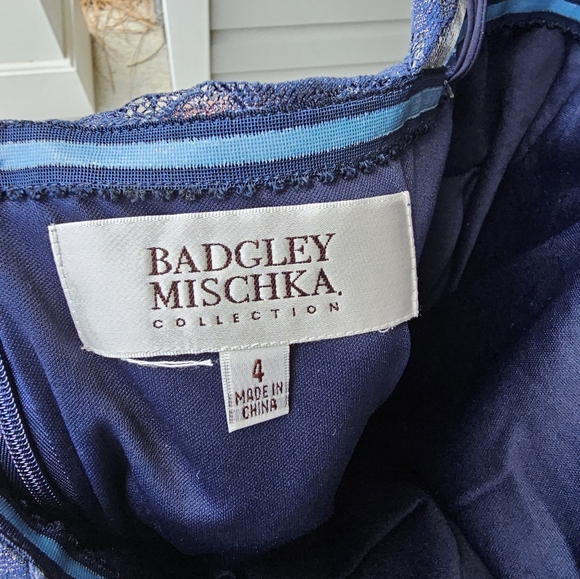 BADGLEY
MISCHKA.
COLLECTION
4
MADE IN
CHINA